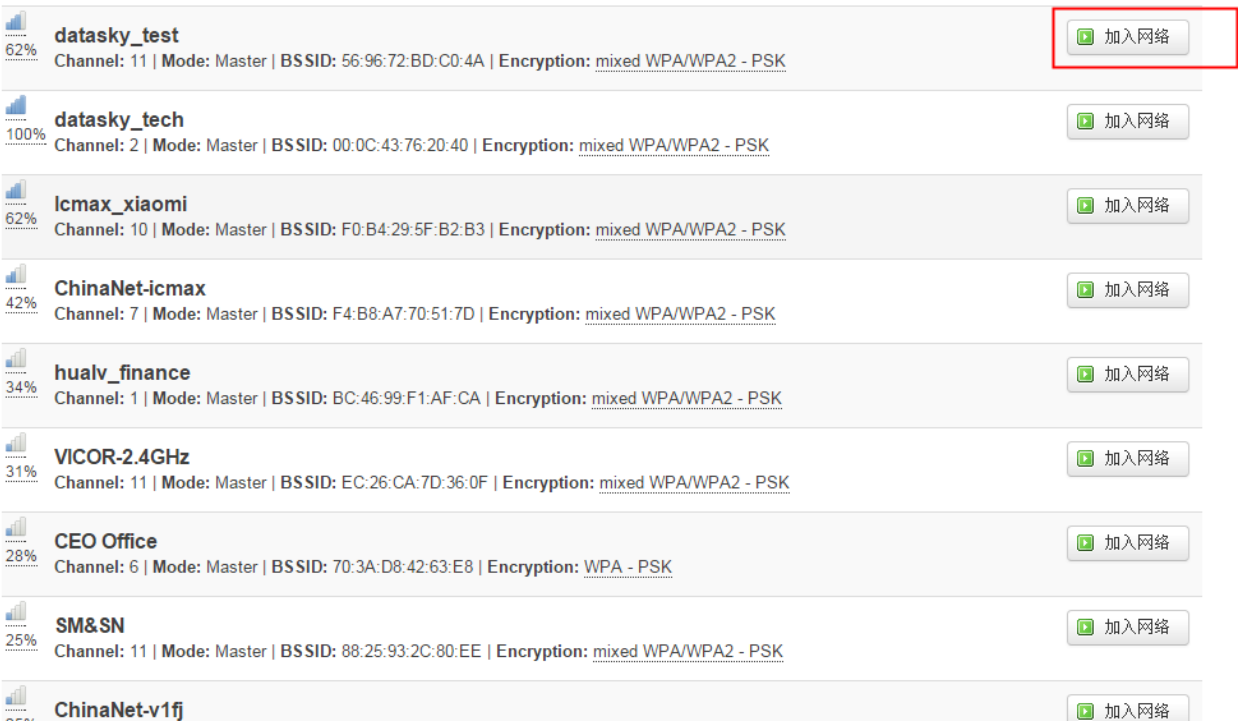 datasky_test
加入网络
62%
Channel: 11 | Mode: Master | BSSID: 56:96:72:BD:C0:4A | Encryption: mixed WPA/WPA2 - PSK
datasky_tech
加入网络
100%
Channel: 2 | Mode: Master | BSSID: 00:0C:43:76:20:40 | Encryption: mixed WPA/WPA2 - PSK
Icmax_xiaomi
加入网络
62%
Channel: 10 | Mode: Master | BSSID: F0:B4:29:5F:B2:B3 | Encryption: mixed WPA/WPA2 - PSK
ChinaNet-icmax
加入网络
42%
Channel: 7 | Mode: Master | BSSID: F4:B8:A7:70:51:7D | Encryption: mixed WPA/WPA2 - PSK
hualv_finance
加入网络
34%
Channel: 1 | Mode: Master | BSSID: BC:46:99:F1:AF:CA | Encryption: mixed WPA/WPA2 - PSK
VICOR-2.4GHz
加入网络
31%
Channel: 11 | Mode: Master | BSSID: EC:26:CA:7D:36:0F | Encryption: mixed WPA/WPA2 - PSK
CEO Office
加入网络
28%
Channel: 6 | Mode: Master | BSSID: 70:3A:D8:42:63:E8 | Encryption: WPA - PSK
SM&SN
加入网络
25%
Channel: 11 | Mode: Master | BSSID: 88:25:93:2C:80:EE | Encryption: mixed WPA/WPA2 - PSK
ChinaNet-v1fj
加入网络